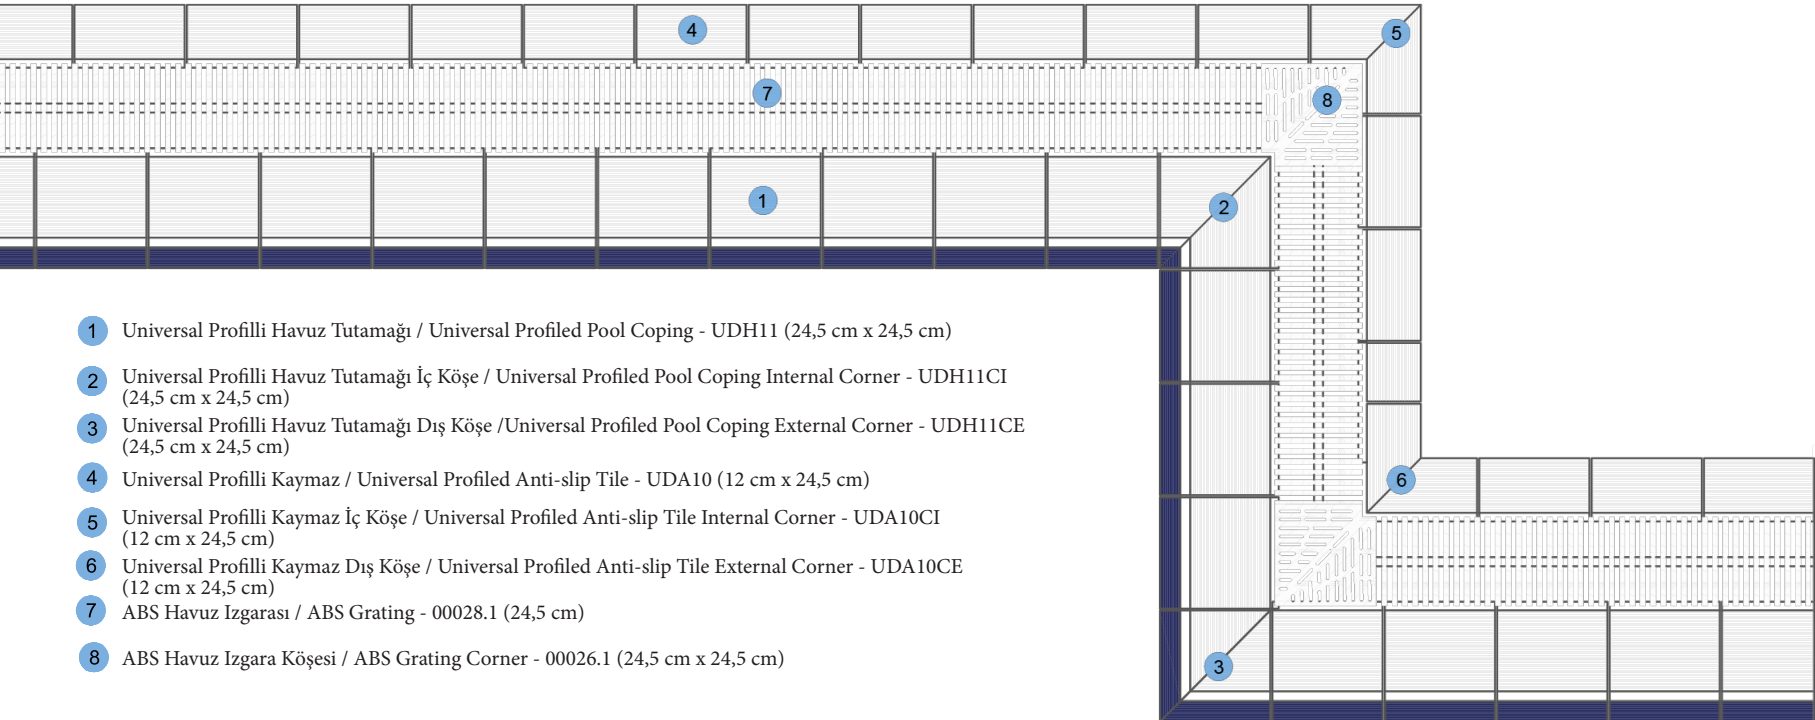 4
5
7
8
1
2
1 Universal Profilli Havuz Tutamağı / Universal Profiled Pool Coping - UDH11 (24,5 cm x 24,5 cm)
2 Universal Profilli Havuz Tutamağı İç Köşe / Universal Profiled Pool Coping Internal Corner - UDH11CI
(24,5 cm x 24,5 cm)
3 Universal Profilli Havuz Tutamağı Dış Köşe /Universal Profiled Pool Coping External Corner - UDH11CE
(24,5 cm x 24,5 cm)
4 Universal Profilli Kaymaz / Universal Profiled Anti-slip Tile - UDA10 (12 cm x 24,5 cm)
5 Universal Profilli Kaymaz İç Köşe / Universal Profiled Anti-slip Tile Internal Corner - UDA10CI
(12 cm x 24,5 cm)
6 Universal Profilli Kaymaz Dış Köşe / Universal Profiled Anti-slip Tile External Corner - UDA10CE
(12 cm x 24,5 cm)
7 ABS Havuz Izgarası / ABS Grating - 00028.1 (24,5 cm)
8 ABS Havuz Izgara Köşesi / ABS Grating Corner - 00026.1 (24,5 cm x 24,5 cm)
6
3